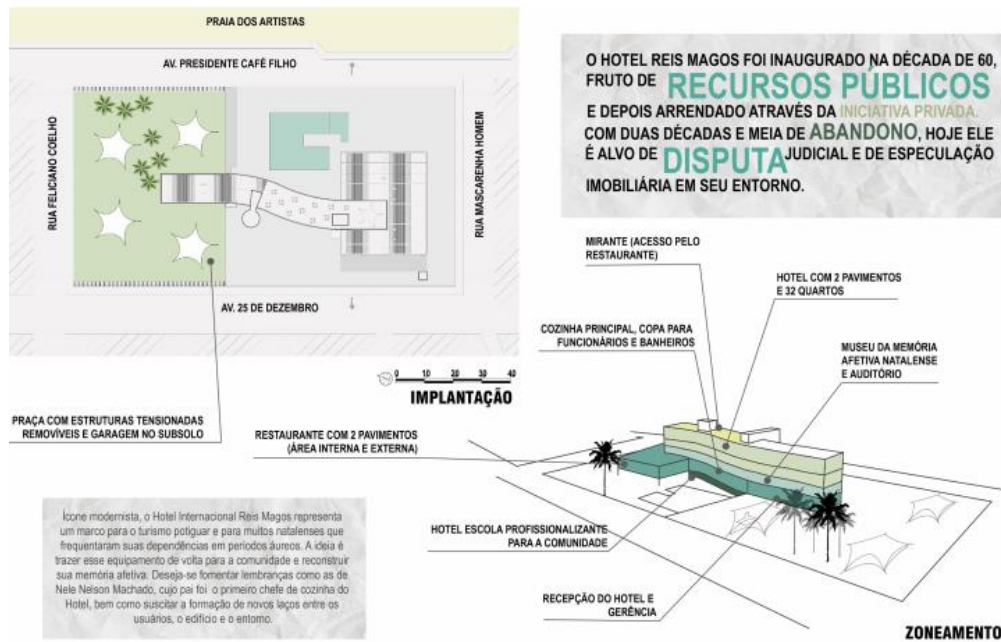 PRAIA DOS ARTISTAS
AV. PRESIDENTE CAFÉ FILHO
RUA FELICIANO COELHO
RUA MASCARENHA HOMEM
AV. 25 DE DEZEMBRO
0 10 20 30 40
IMPLANTAÇÃO
PRAÇA COM ESTRUTURAS TENSIONADAS
REMOVÍVEIS E GARAGEM NO SUBSOLO
O HOTEL REIS MAGOS FOI INAUGURADO NA DÉCADA DE 60,
FRUTO DE RECURSOS PÚBLICOS
E DEPOIS ARRENDADO ATRAVÉS DA INICIATIVA PRIVADA.
COM DUAS DÉCADAS E MEIA DE ABANDONO, HOJE ELE
É ALVO DE DISPUTA JUDICIAL E DE ESPECULAÇÃO
IMOBILIÁRIA EM SEU ENTORNO.
MIRANTE (ACESSO PELO
RESTAURANTE)
HOTEL COM 2 PAVIMENTOS
E 32 QUARTOS
COZINHA PRINCIPAL, COPA PARA
FUNCIONÁRIOS E BANHEIROS
MUSEU DA MEMÓRIA
AFETIVA NATALENSE
E AUDITÓRIO
RESTAURANTE COM 2 PAVIMENTOS
(ÁREA INTERNA E EXTERNA)
HOTEL ESCOLA PROFISSIONALIZANTE
PARA A COMUNIDADE
RECEPÇÃO DO HOTEL E
GERÊNCIA
ZONEAMENTO
Ícone modernista, o Hotel Internacional Reis Magos representa
um marco para o turismo potiguar e para muitos natalenses que
frequentaram suas dependências em períodos áureos. A ideia é
trazer esse equipamento de volta para a comunidade e reconstruir
sua memória afetiva. Deseja-se fomentar lembranças como as de
Nele Nelson Machado, cujo pai foi o primeiro chefe de cozinha do
Hotel, bem como suscitar a formação de novos laços entre os
usuários, o edifício e o entorno.